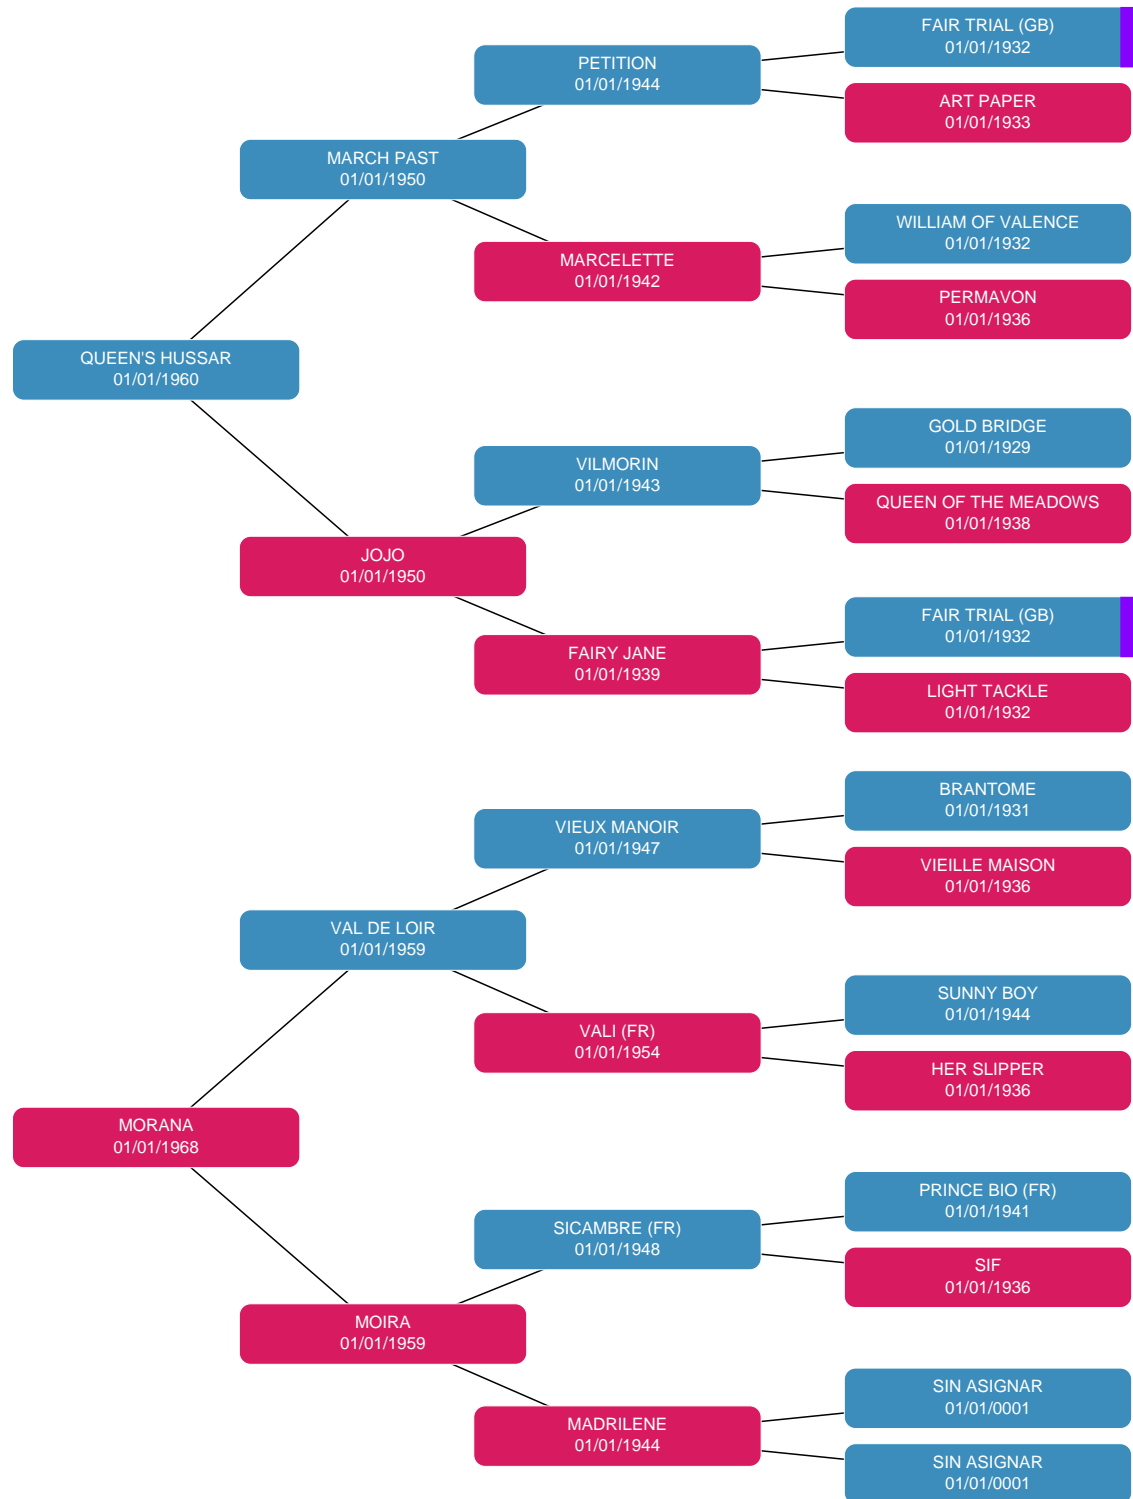 FAIR TRIAL (GB)
01/01/1932
PETITION
01/01/1944
ART PAPER
01/01/1933
MARCH PAST
01/01/1950
WILLIAM OF VALENCE
01/01/1932
MARCELETTE
01/01/1942
PERMAVON
01/01/1936
QUEEN'S HUSSAR
01/01/1960
GOLD BRIDGE
01/01/1929
VILMORIN
01/01/1943
QUEEN OF THE MEADOWS
01/01/1938
JOJO
01/01/1950
FAIR TRIAL (GB)
01/01/1932
FAIRY JANE
01/01/1939
LIGHT TACKLE
01/01/1932
BRANTOME
01/01/1931
VIEUX MANOIR
01/01/1947
VIEILLE MAISON
01/01/1936
VAL DE LOIR
01/01/1959
SUNNY BOY
01/01/1944
VALI (FR)
01/01/1954
HER SLIPPER
01/01/1936
MORANA
01/01/1968
PRINCE BIO (FR)
01/01/1941
SICAMBRE (FR)
01/01/1948
SIF
01/01/1936
MOIRA
01/01/1959
SIN ASIGNAR
01/01/0001
MADRILENE
01/01/1944
SIN ASIGNAR
01/01/0001